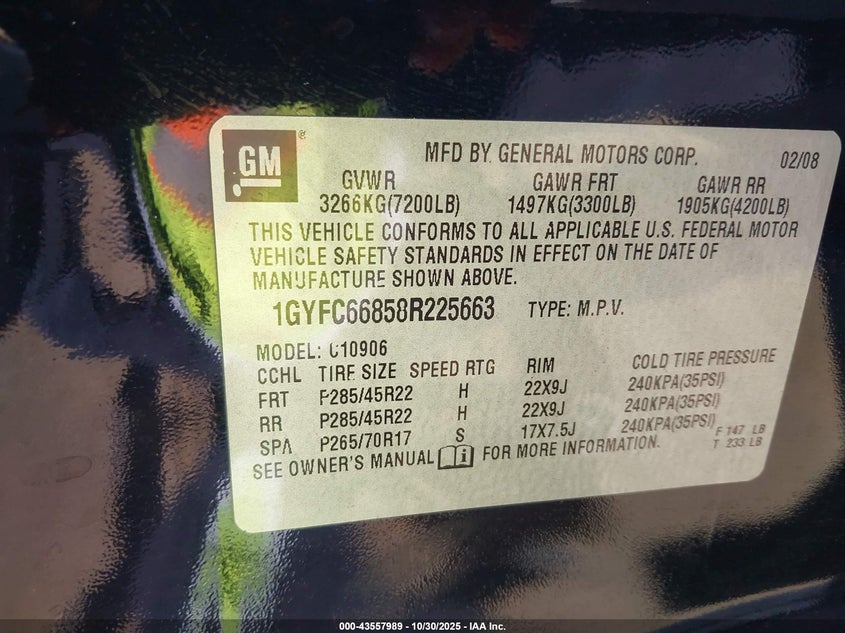 GM ®
MFD BY GENERAL MOTORS CORP. 02/08
GVWR GAWR FRT GAWR RR
3266KG(7200LB) 1497KG(3300LB) 1905KG(4200LB)
THIS VEHICLE CONFORMS TO ALL APPLICABLE U.S. FEDERAL MOTOR
VEHICLE SAFETY STANDARDS IN EFFECT ON THE DATE OF
MANUFACTURE SHOWN ABOVE.
1GYFC66858R225663 TYPE: M.P.V.
MODEL: C10906
CCHL TIRE SIZE SPEED RTG RIM COLD TIRE PRESSURE
FRT P285/45R22 H 22X9J 240KPA(35PSI)
RR P285/45R22 H 22X9J 240KPA(35PSI)
SPA P265/70R17 S 17X7.5J 240KPA(35PSI) F 147 LB
T 233 LB
SEE OWNER'S MANUAL FOR MORE INFORMATION.
000-43557989 - 10/30/2025 - IAA Inc.